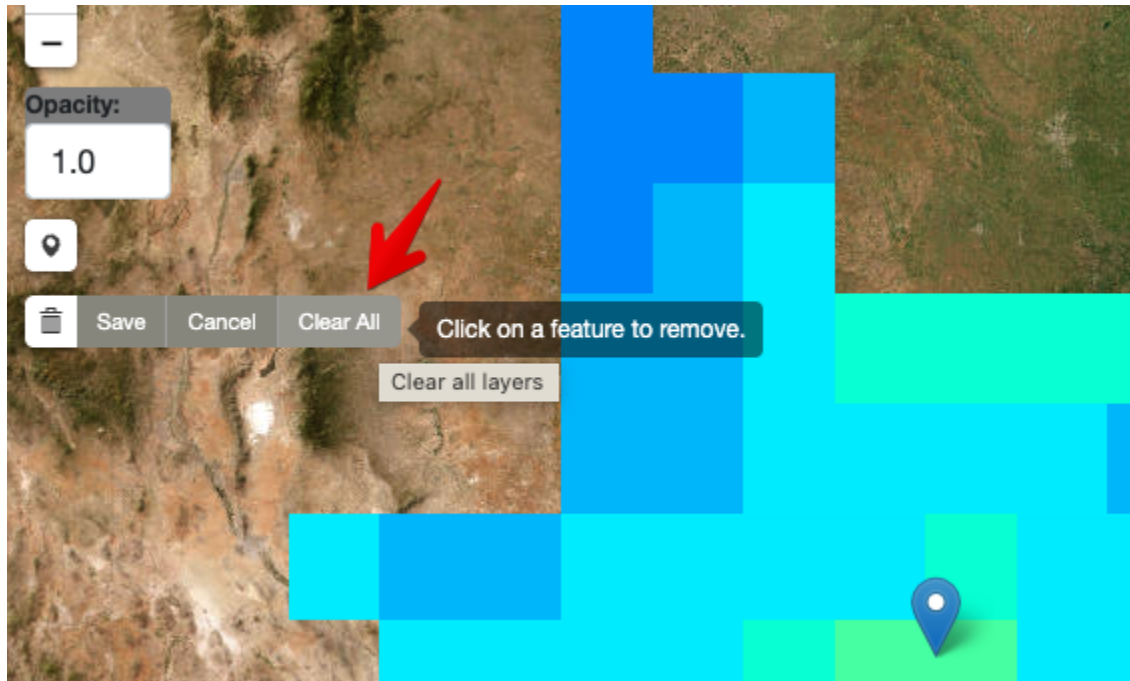 −
Opacity:
1.0
Save Cancel Clear All
Click on a feature to remove.
Clear all layers